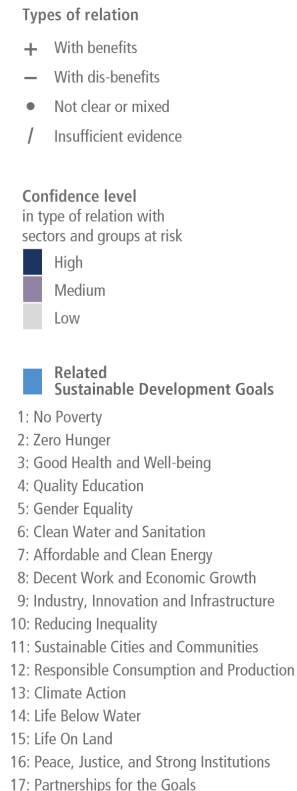 Types of relation
+ With benefits
− With dis-benefits
• Not clear or mixed
/ Insufficient evidence
Confidence level
in type of relation with
sectors and groups at risk
High
Medium
Low
Related
Sustainable Development Goals
1: No Poverty
2: Zero Hunger
3: Good Health and Well-being
4: Quality Education
5: Gender Equality
6: Clean Water and Sanitation
7: Affordable and Clean Energy
8: Decent Work and Economic Growth
9: Industry, Innovation and Infrastructure
10: Reducing Inequality
11: Sustainable Cities and Communities
12: Responsible Consumption and Production
13: Climate Action
14: Life Below Water
15: Life On Land
16: Peace, Justice, and Strong Institutions
17: Partnerships for the Goals